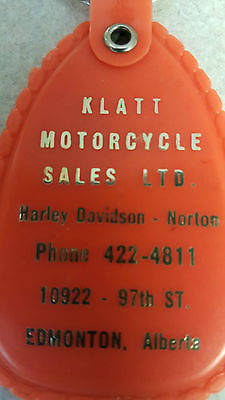 KLATT
MOTORCYCLE
SALES LTD.
Harley Davidson - Norton
Phone 422-4811
10922 - 97th ST.
EDMONTON, Alberta